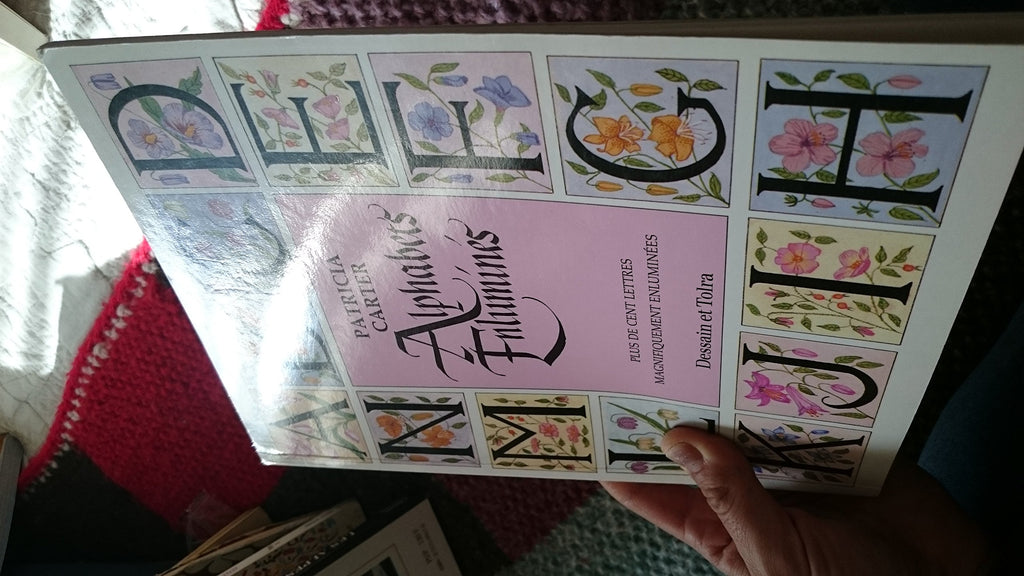 A B C D
PATRICIA
CARTER
N E
Alphabets
Enluminés
M F
PLUS DE CENT LETTRES
MAGNIFIQUEMENT ENLUMINÉES
L G
Dessain et Tolra
K J I H